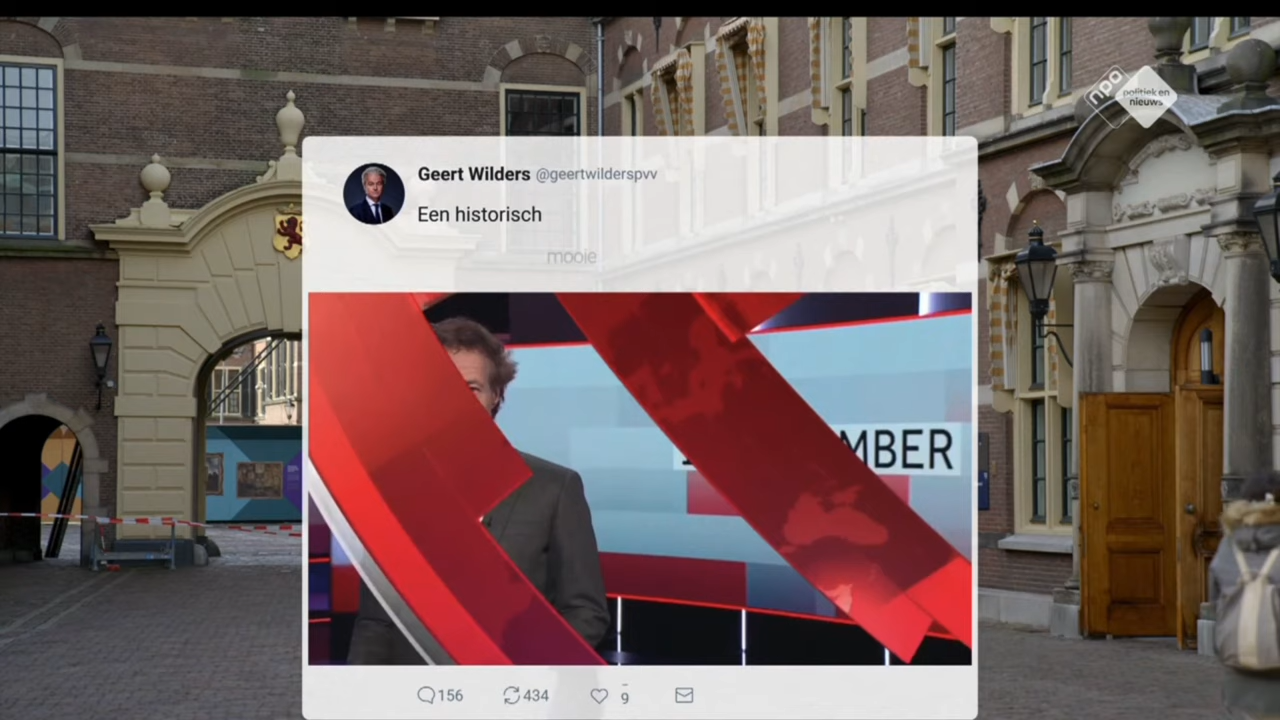 npo
politiek en
nieuws
Geert Wilders @geertwilderspvv
Een historisch
mooie
MBER
156 434 9